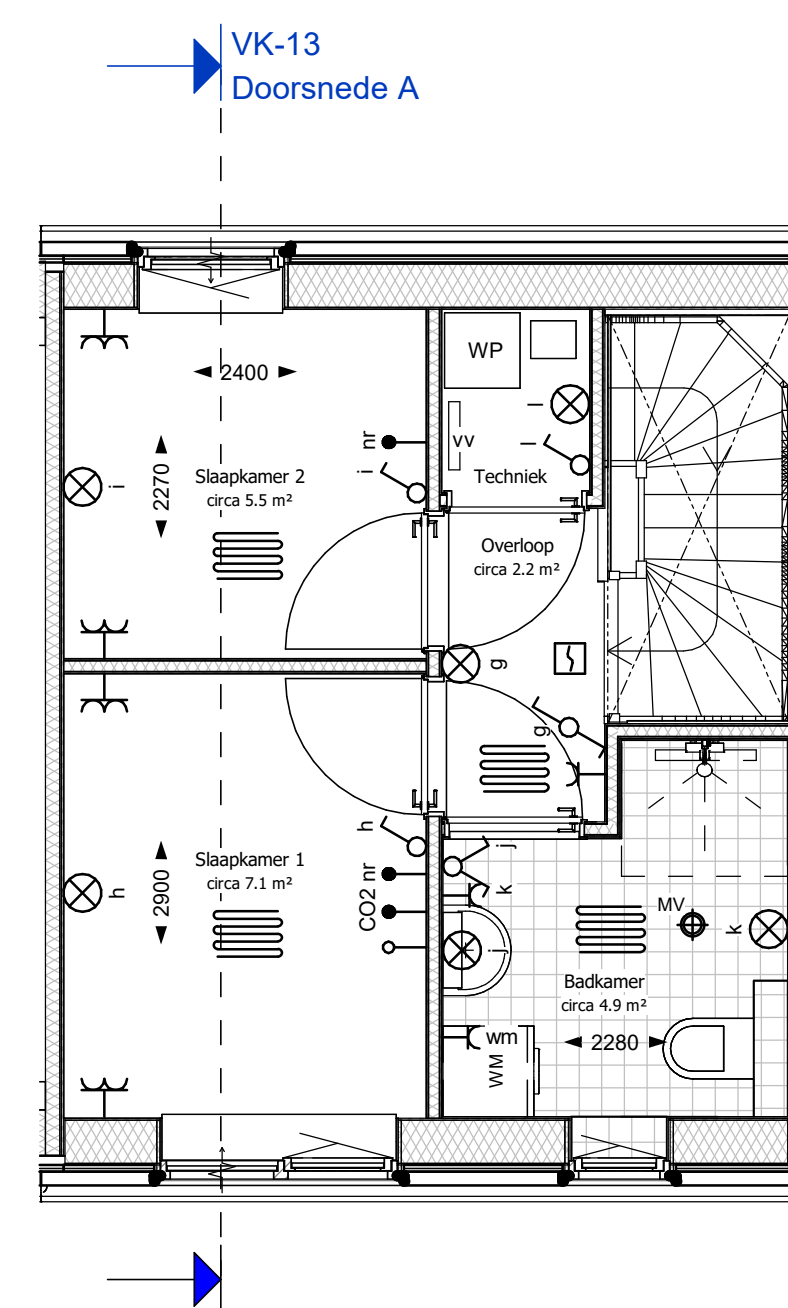 VK-13
Doorsnede A
WP
2400
l
nr
vv
l
i
Techniek
2270
Slaapkamer 2
circa 5.5 m²
i
Overloop
circa 2.2 m²
g
g
h
j
Slaapkamer 1
circa 7.1 m²
CO2 nr
k
h
2900
MV
k
j
Badkamer
circa 4.9 m²
wm
2280
WM